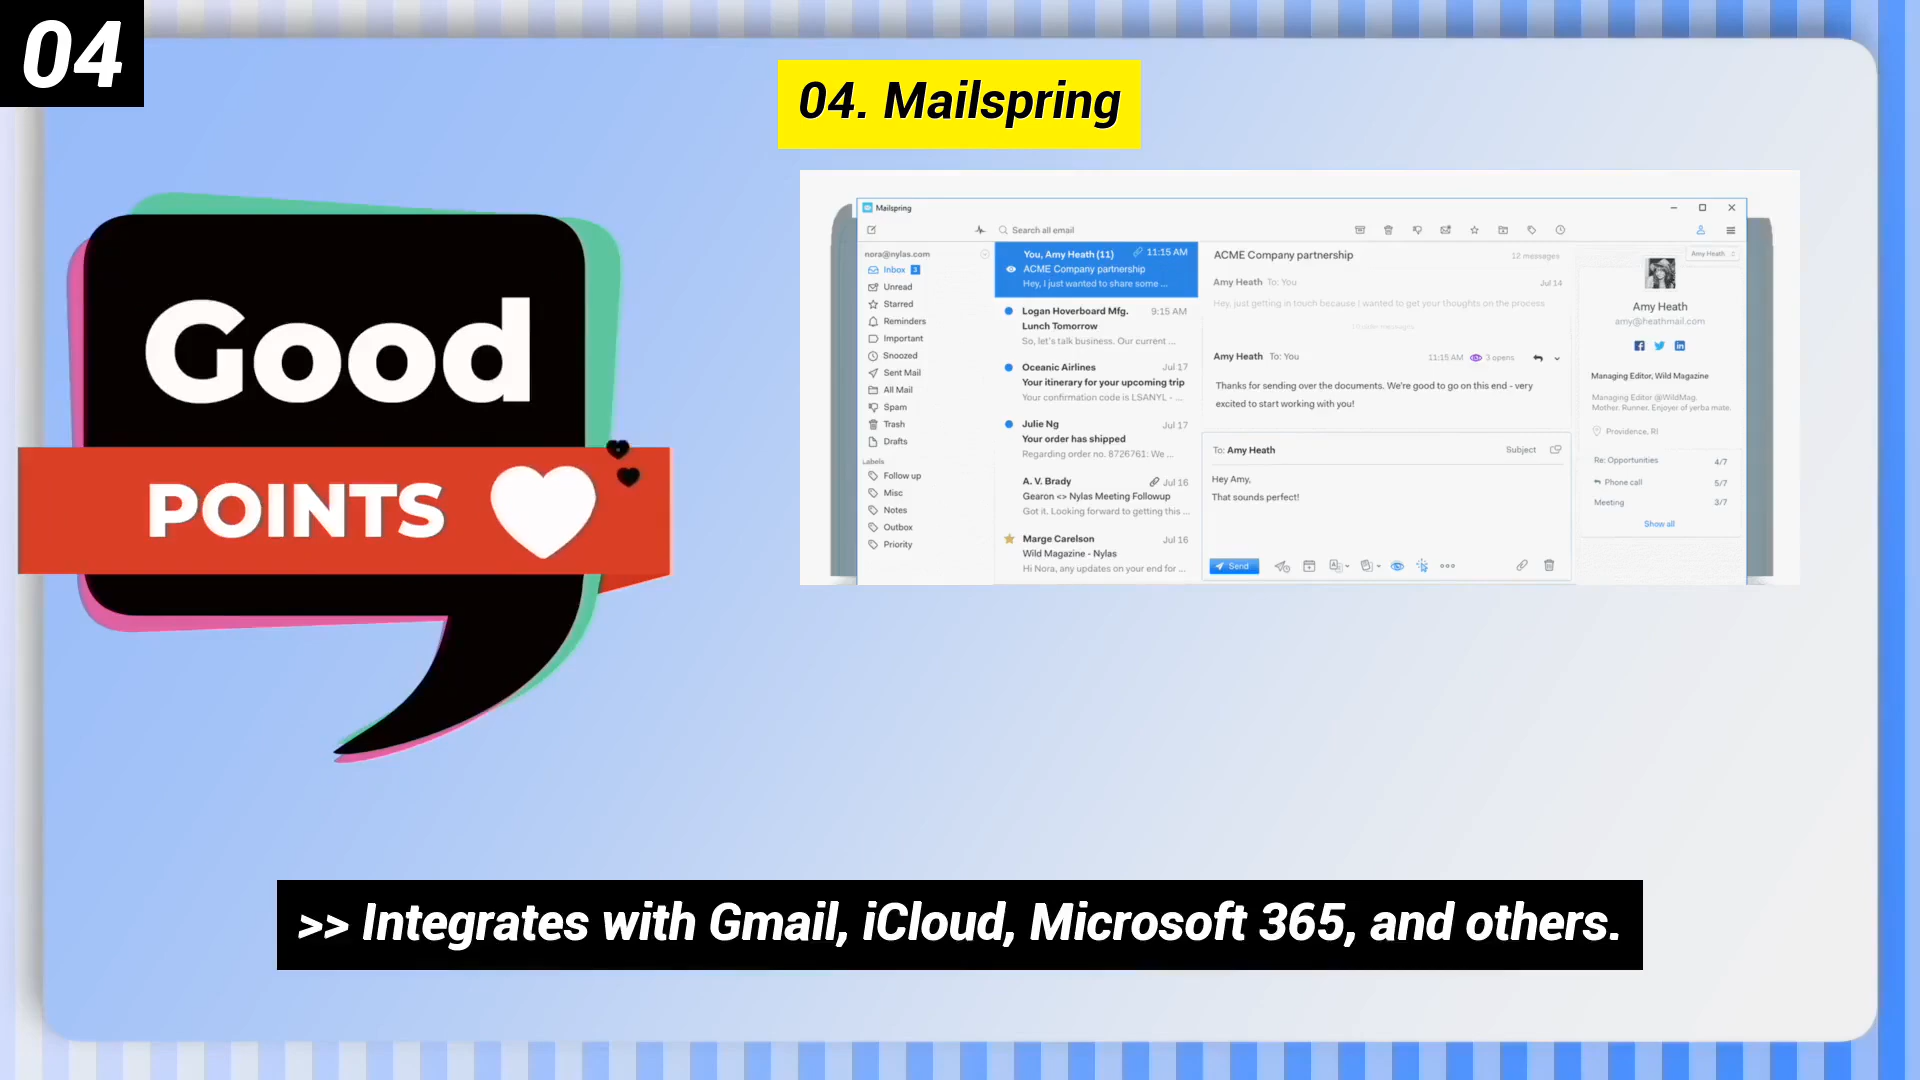 04
04. Mailspring
Good
POINTS
Mailspring
Search all email
nora@nylas.com
Inbox 3
Unread
Starred
Reminders
Important
Snoozed
Sent Mail
All Mail
Spam
Trash
Drafts
Labels
Follow up
Misc
Notes
Outbox
Priority
You, Amy Heath (11) 11:15 AM
ACME Company partnership
Hey, I just wanted to share some ...
Logan Hoverboard Mfg. 9:15 AM
Lunch Tomorrow
So, let's talk business. Our current ...
Oceanic Airlines Jul 17
Your itinerary for your upcoming trip
Your confirmation code is LSANYL - ...
Julie Ng Jul 17
Your order has shipped
Regarding order no. 8726761: We ...
A. V. Brady Jul 16
Gearon <> Nylas Meeting Followup
Got it. Looking forward to getting this ...
Marge Carelson Jul 16
Wild Magazine - Nylas
Hi Nora, any updates on your end for ...
ACME Company partnership 12 messages
Amy Heath To: You Jul 14
Hey, just getting in touch because I wanted to get your thoughts on the process
Amy Heath To: You 11:15 AM 3 opens
Thanks for sending over the documents. We're good to go on this end - very
excited to start working with you!
To: Amy Heath Subject
Hey Amy,
That sounds perfect!
Send
Amy Heath
Amy Heath
amy@heathmail.com
Managing Editor, Wild Magazine
Managing Editor @WildMag.
Mother. Runner. Enjoyer of yerba mate.
Providence, RI
Re: Opportunities 4/7
Phone call 5/7
Meeting 3/7
Show all
>> Integrates with Gmail, iCloud, Microsoft 365, and others.